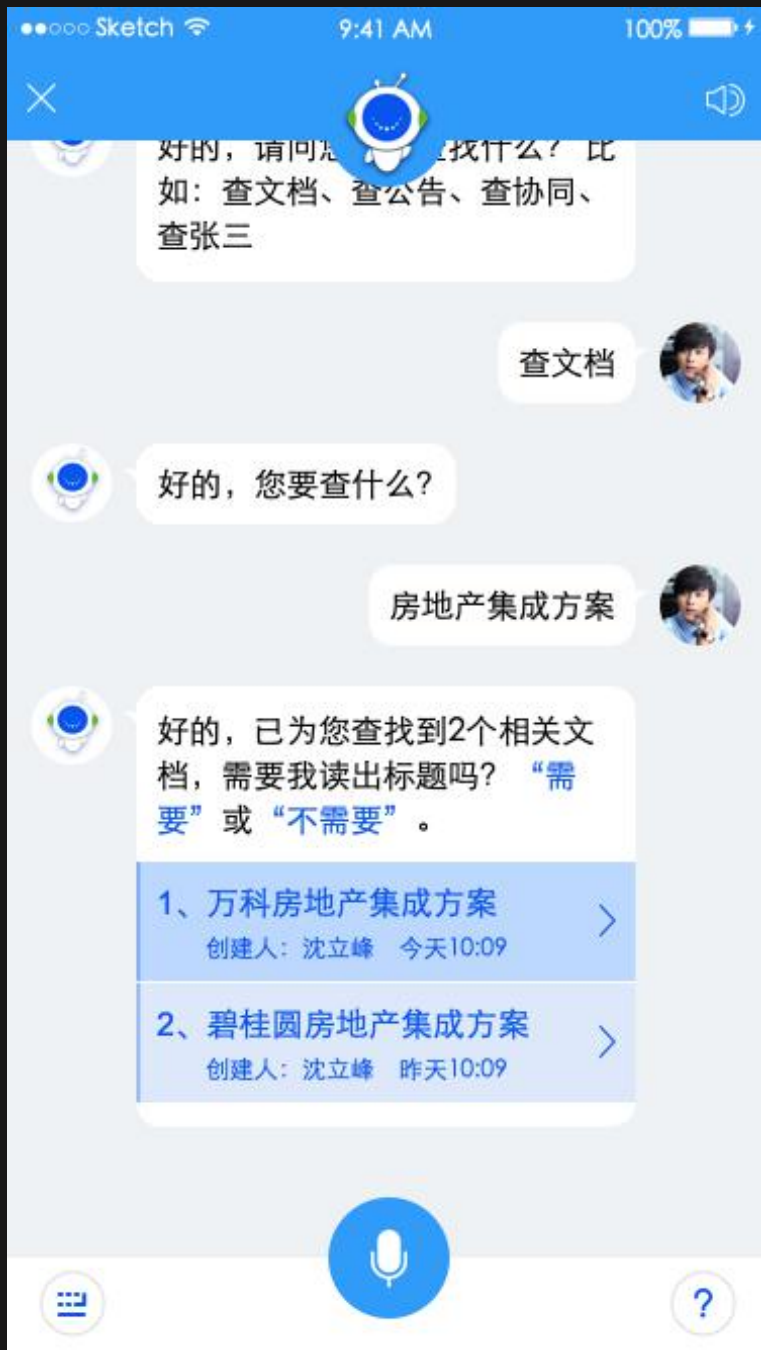 Sketch 9:41 AM 100%
好的，请问 找什么？比
如：查文档、查公告、查协同、
查张三
查文档
好的，您要查什么？
房地产集成方案
好的，已为您查找到2个相关文
档，需要我读出标题吗？“需
要”或“不需要”。
1、万科房地产集成方案
创建人：沈立峰 今天10:09
2、碧桂圆房地产集成方案
创建人：沈立峰 昨天10:09
?